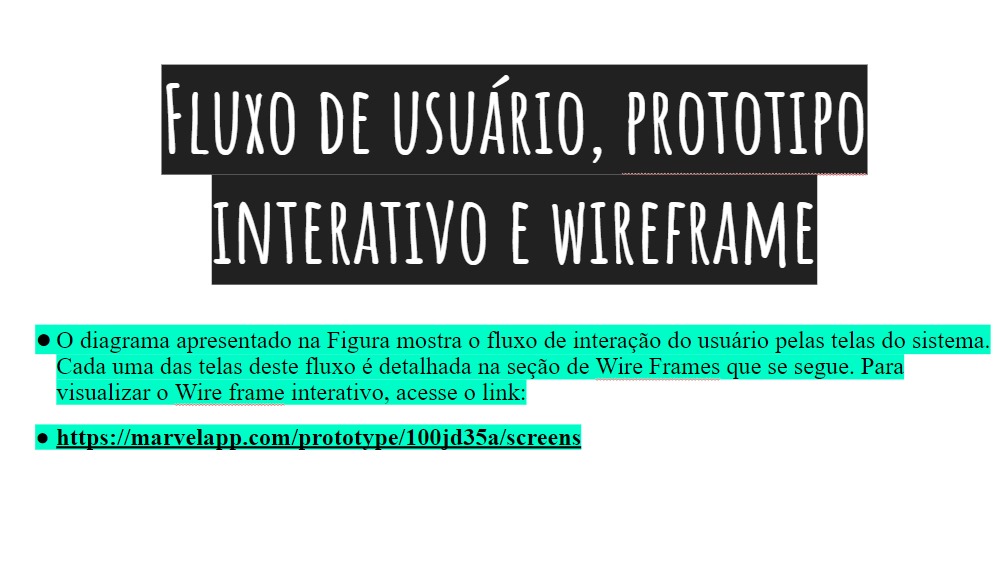 Fluxo de usuário, prototipo
interativo e wireframe
● O diagrama apresentado na Figura mostra o fluxo de interação do usuário pelas telas do sistema.
Cada uma das telas deste fluxo é detalhada na seção de Wire Frames que se segue. Para
visualizar o Wire frame interativo, acesse o link:
● https://marvelapp.com/prototype/100jd35a/screens